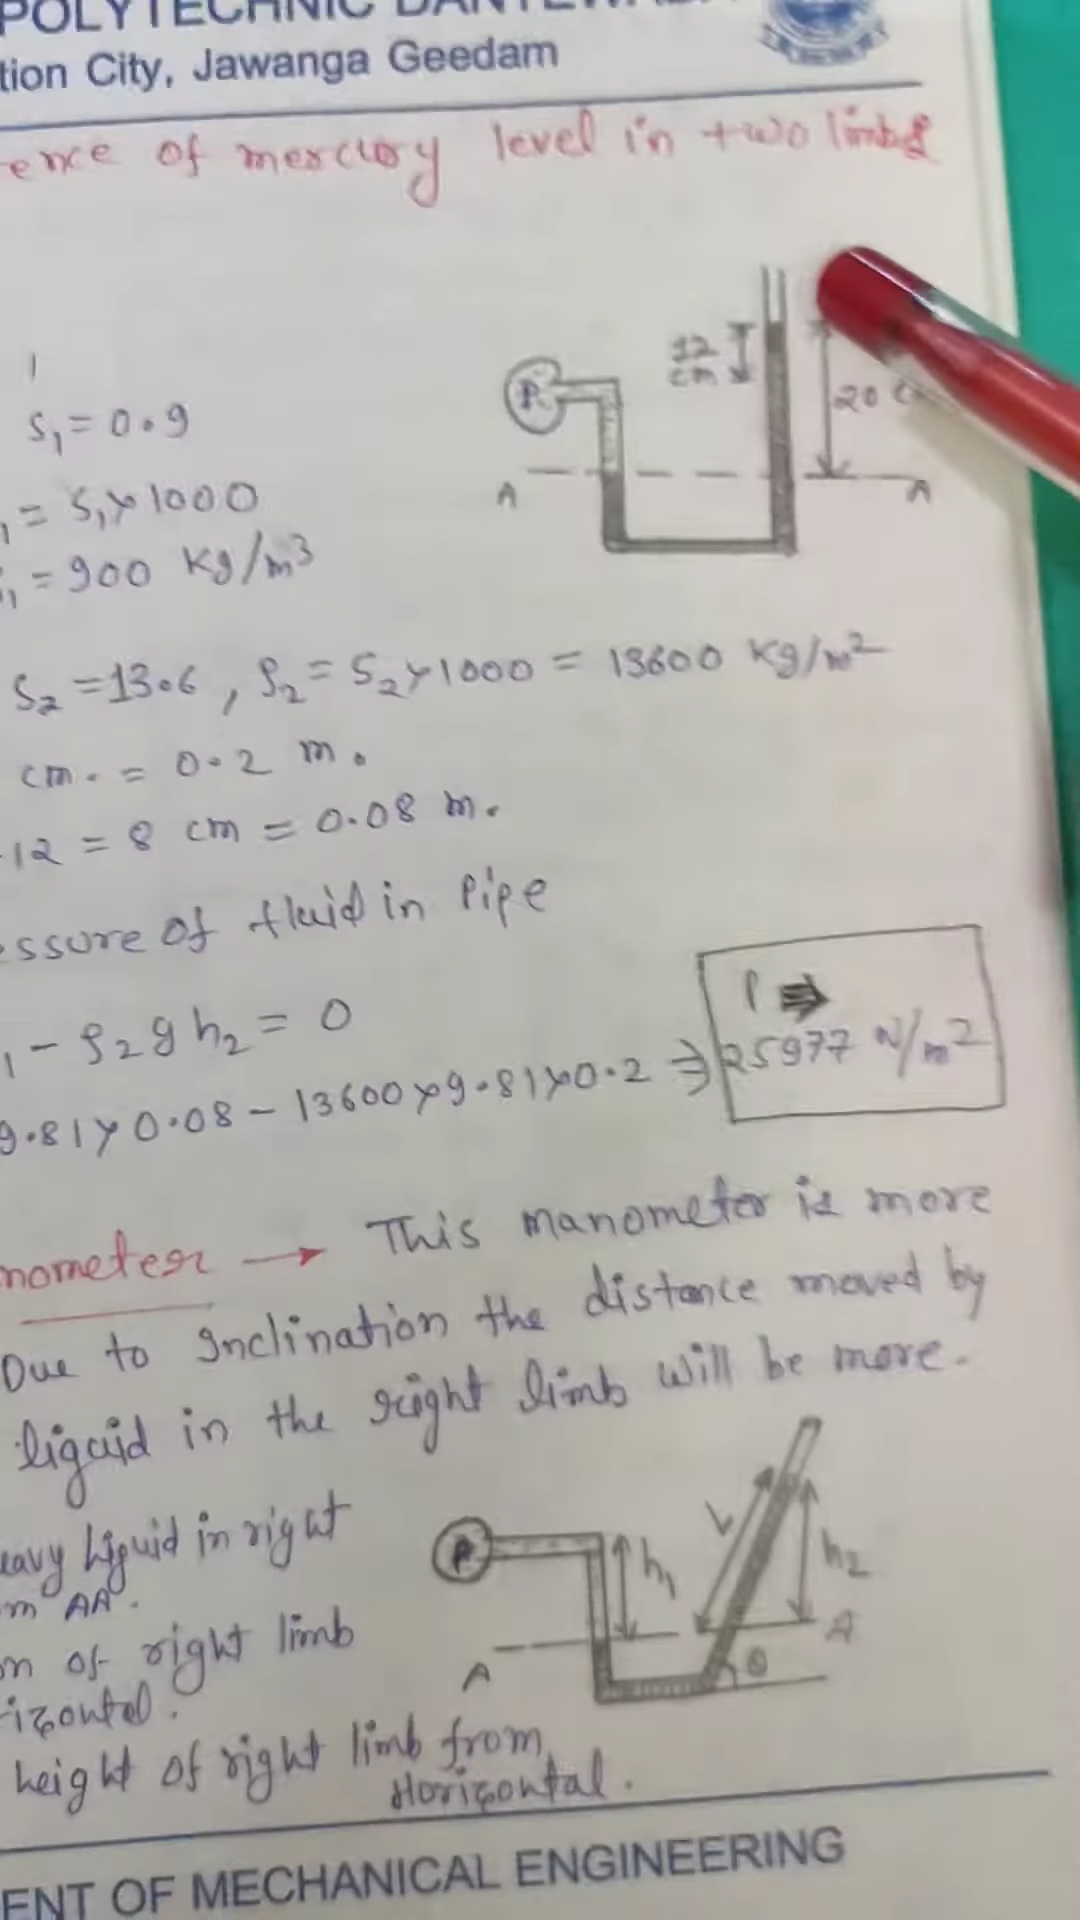 POLYTECHNIC DANTEWADA
tion City, Jawanga Geedam
ence of mercury level in two limbs
12 cm
20 c
P
A A
S₁ = 0.9
₁ = S₁ × 1000
₁ = 900 Kg/m³
S₂ = 13.6, ρ₂ = S₂ × 1000 = 13600 Kg/m²
cm. = 0.2 m.
-12 = 8 cm = 0.08 m.
essure of fluid in Pipe
₁ - ρ₂gh₂ = 0
P ⇒
9.81 × 0.08 - 13600 × 9.81 × 0.2 ⇒ 25977 N/m²
nometer → This manometer is more
Due to Inclination the distance moved by
liquid in the right limb will be more.
eavy liquid in right
m AA.
on of right limb
rizontal.
height of right limb from
Horizontal.
P
h₁
L
h₂
A A
θ
ENT OF MECHANICAL ENGINEERING